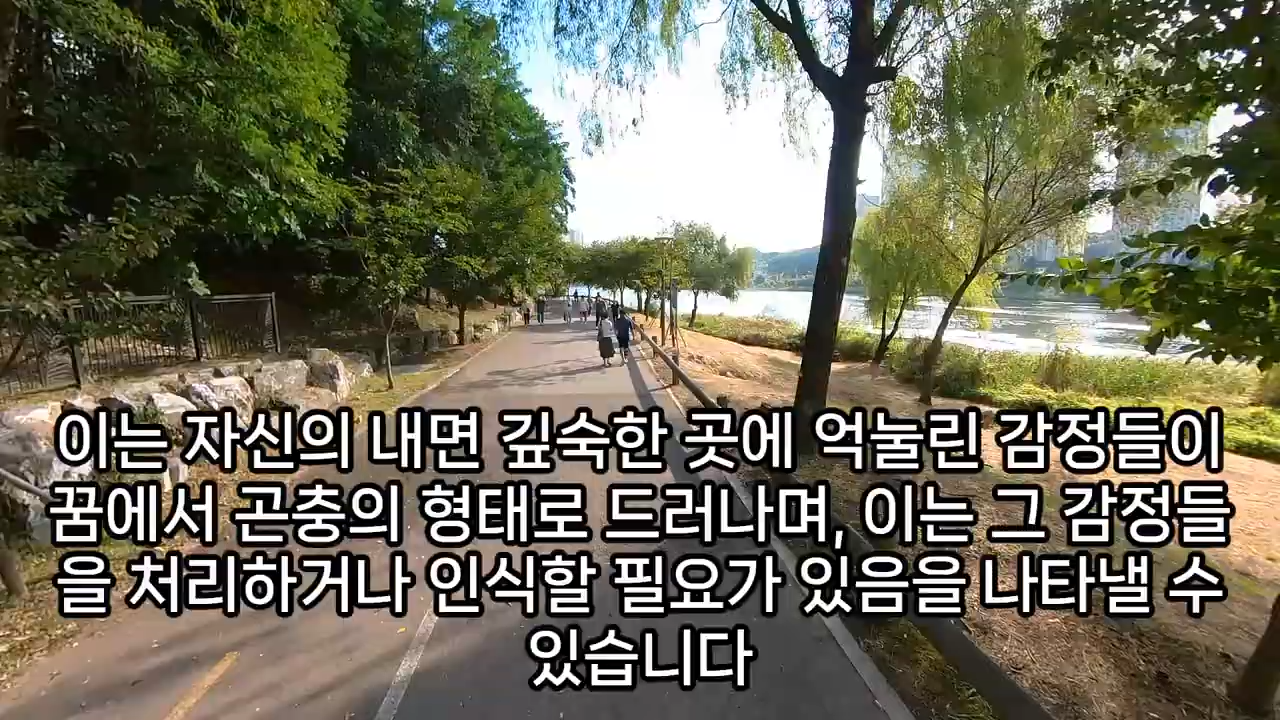 이는 자신의 내면 깊숙한 곳에 억눌린 감정들이
꿈에서 곤충의 형태로 드러나며, 이는 그 감정들
을 처리하거나 인식할 필요가 있음을 나타낼 수
있습니다